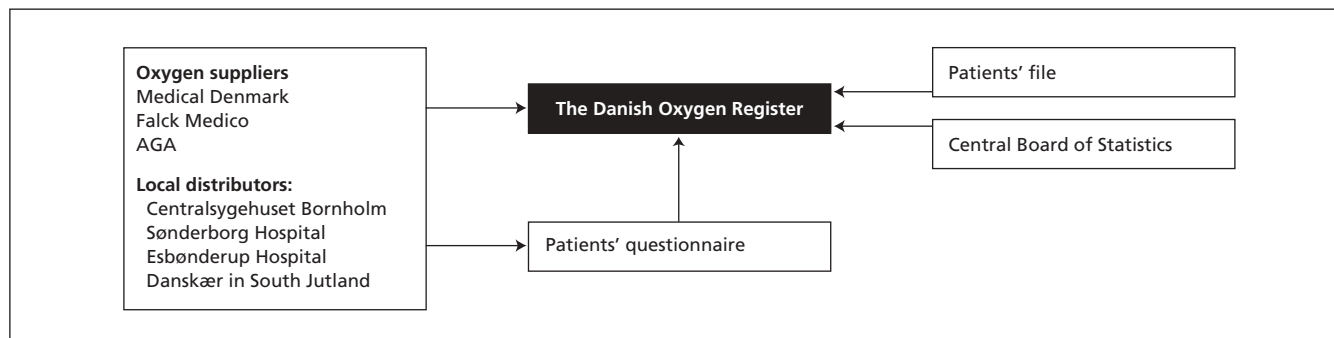 Oxygen suppliers
Medical Denmark
Falck Medico
AGA
Local distributors:
Centralsygehuset Bornholm
Sønderborg Hospital
Esbønderup Hospital
Danskær in South Jutland
The Danish Oxygen Register
Patients’ questionnaire
Patients’ file
Central Board of Statistics